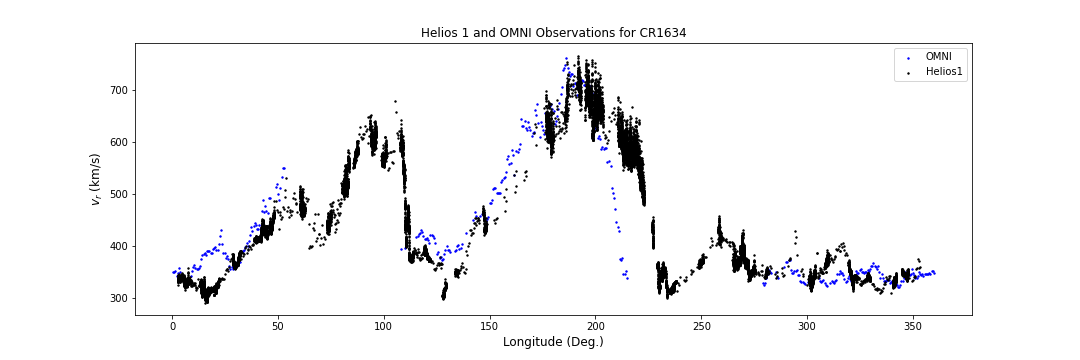 Helios 1 and OMNI Observations for CR1634
OMNI
Helios1
700
600
500
400
300
v_r (km/s)
0
50
100
150
200
250
300
350
Longitude (Deg.)